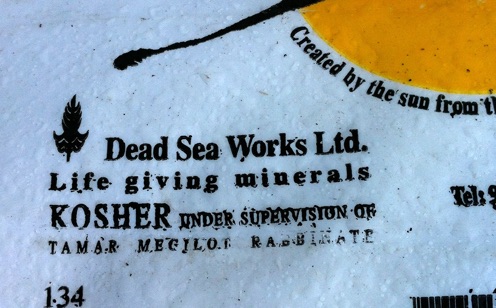 Created by the sun from
Dead Sea Works Ltd.
Life giving minerals
KOSHER UNDER SUPERVISION OF
TAMAR MEGILOT RABBINATE
Tel:
134